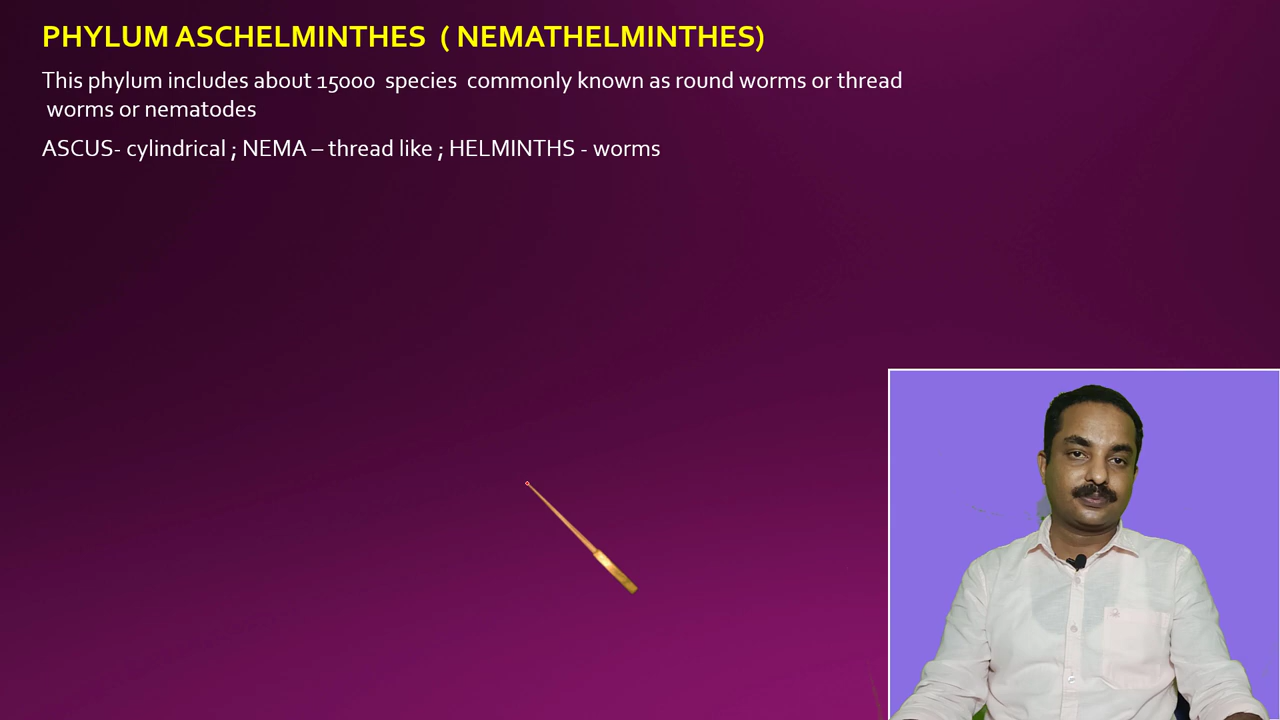 PHYLUM ASCHELMINTHES ( NEMATHELMINTHES)
This phylum includes about 15000 species commonly known as round worms or thread
worms or nematodes
ASCUS- cylindrical ; NEMA – thread like ; HELMINTHS - worms